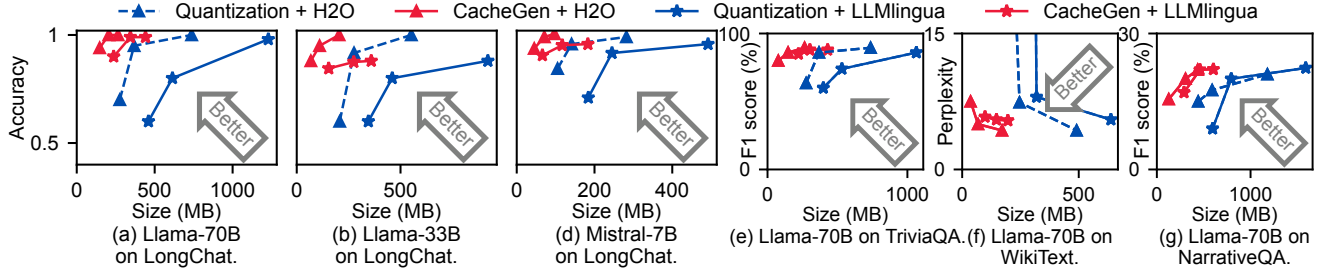 Quantization + H2O
CacheGen + H2O
Quantization + LLMlingua
CacheGen + LLMlingua
Accuracy
1
0.5
Better
0 500 1000
Size (MB)
(a) Llama-70B
on LongChat.
Better
0 500
Size (MB)
(b) Llama-33B
on LongChat.
Better
0 200 400
Size (MB)
(d) Mistral-7B
on LongChat.
F1 score (%)
100
0
Better
0 500 1000
Size (MB)
(e) Llama-70B on TriviaQA.
Perplexity
15
0
Better
0 500
Size (MB)
(f) Llama-70B on
WikiText.
F1 score (%)
30
0
Better
0 1000
Size (MB)
(g) Llama-70B on
NarrativeQA.